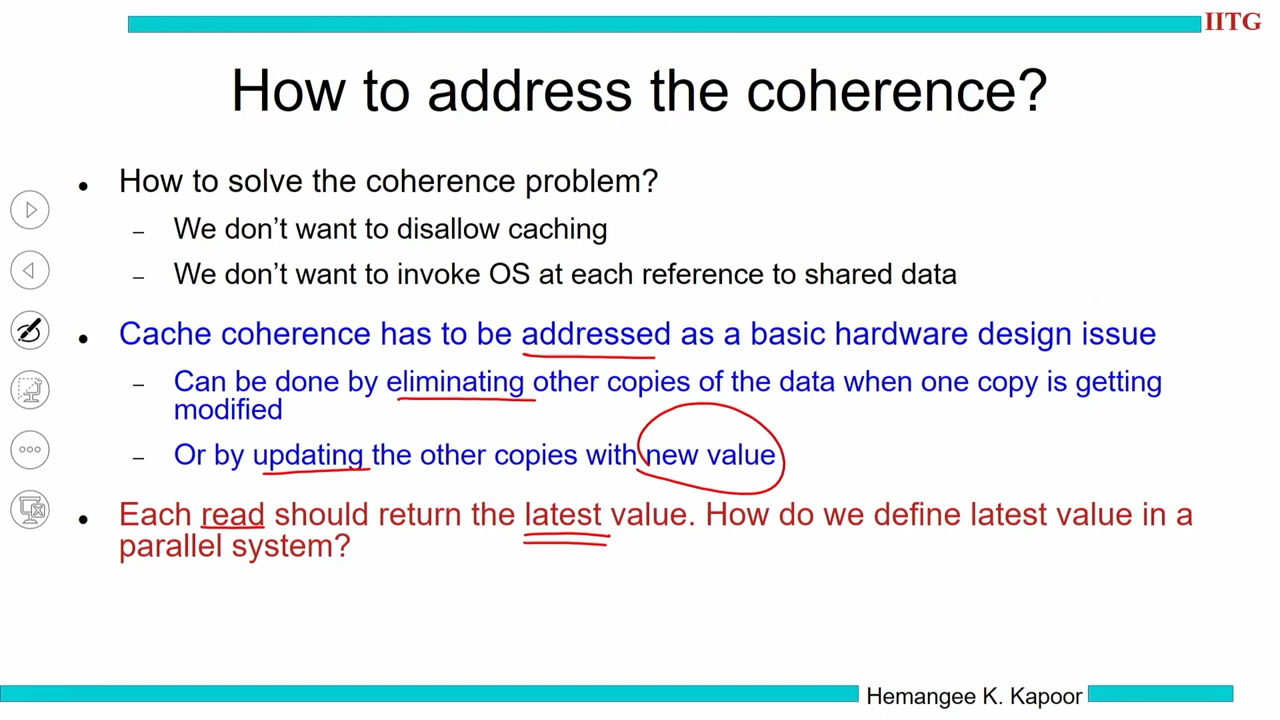 IITG
How to address the coherence?
How to solve the coherence problem?
We don’t want to disallow caching
We don’t want to invoke OS at each reference to shared data
Cache coherence has to be addressed as a basic hardware design issue
Can be done by eliminating other copies of the data when one copy is getting
modified
Or by updating the other copies with new value
Each read should return the latest value. How do we define latest value in a
parallel system?
Hemangee K. Kapoor